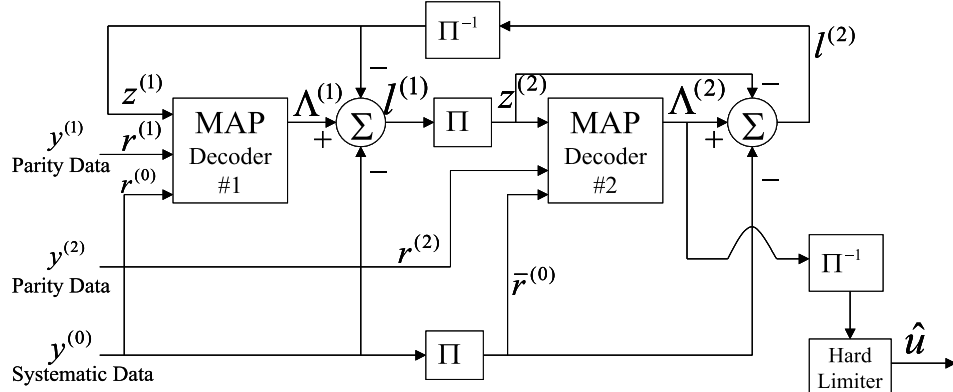 Π⁻¹
l⁽²⁾
z⁽¹⁾
−
Λ⁽¹⁾
l⁽¹⁾
z⁽²⁾
Λ⁽²⁾
−
y⁽¹⁾
Parity Data
r⁽¹⁾
r⁽⁰⁾
MAP
Decoder
#1
+
Σ
−
Π
MAP
Decoder
#2
+
Σ
−
y⁽²⁾
Parity Data
r⁽²⁾
r̄⁽⁰⁾
Π⁻¹
y⁽⁰⁾
Systematic Data
Π
Hard
Limiter
û